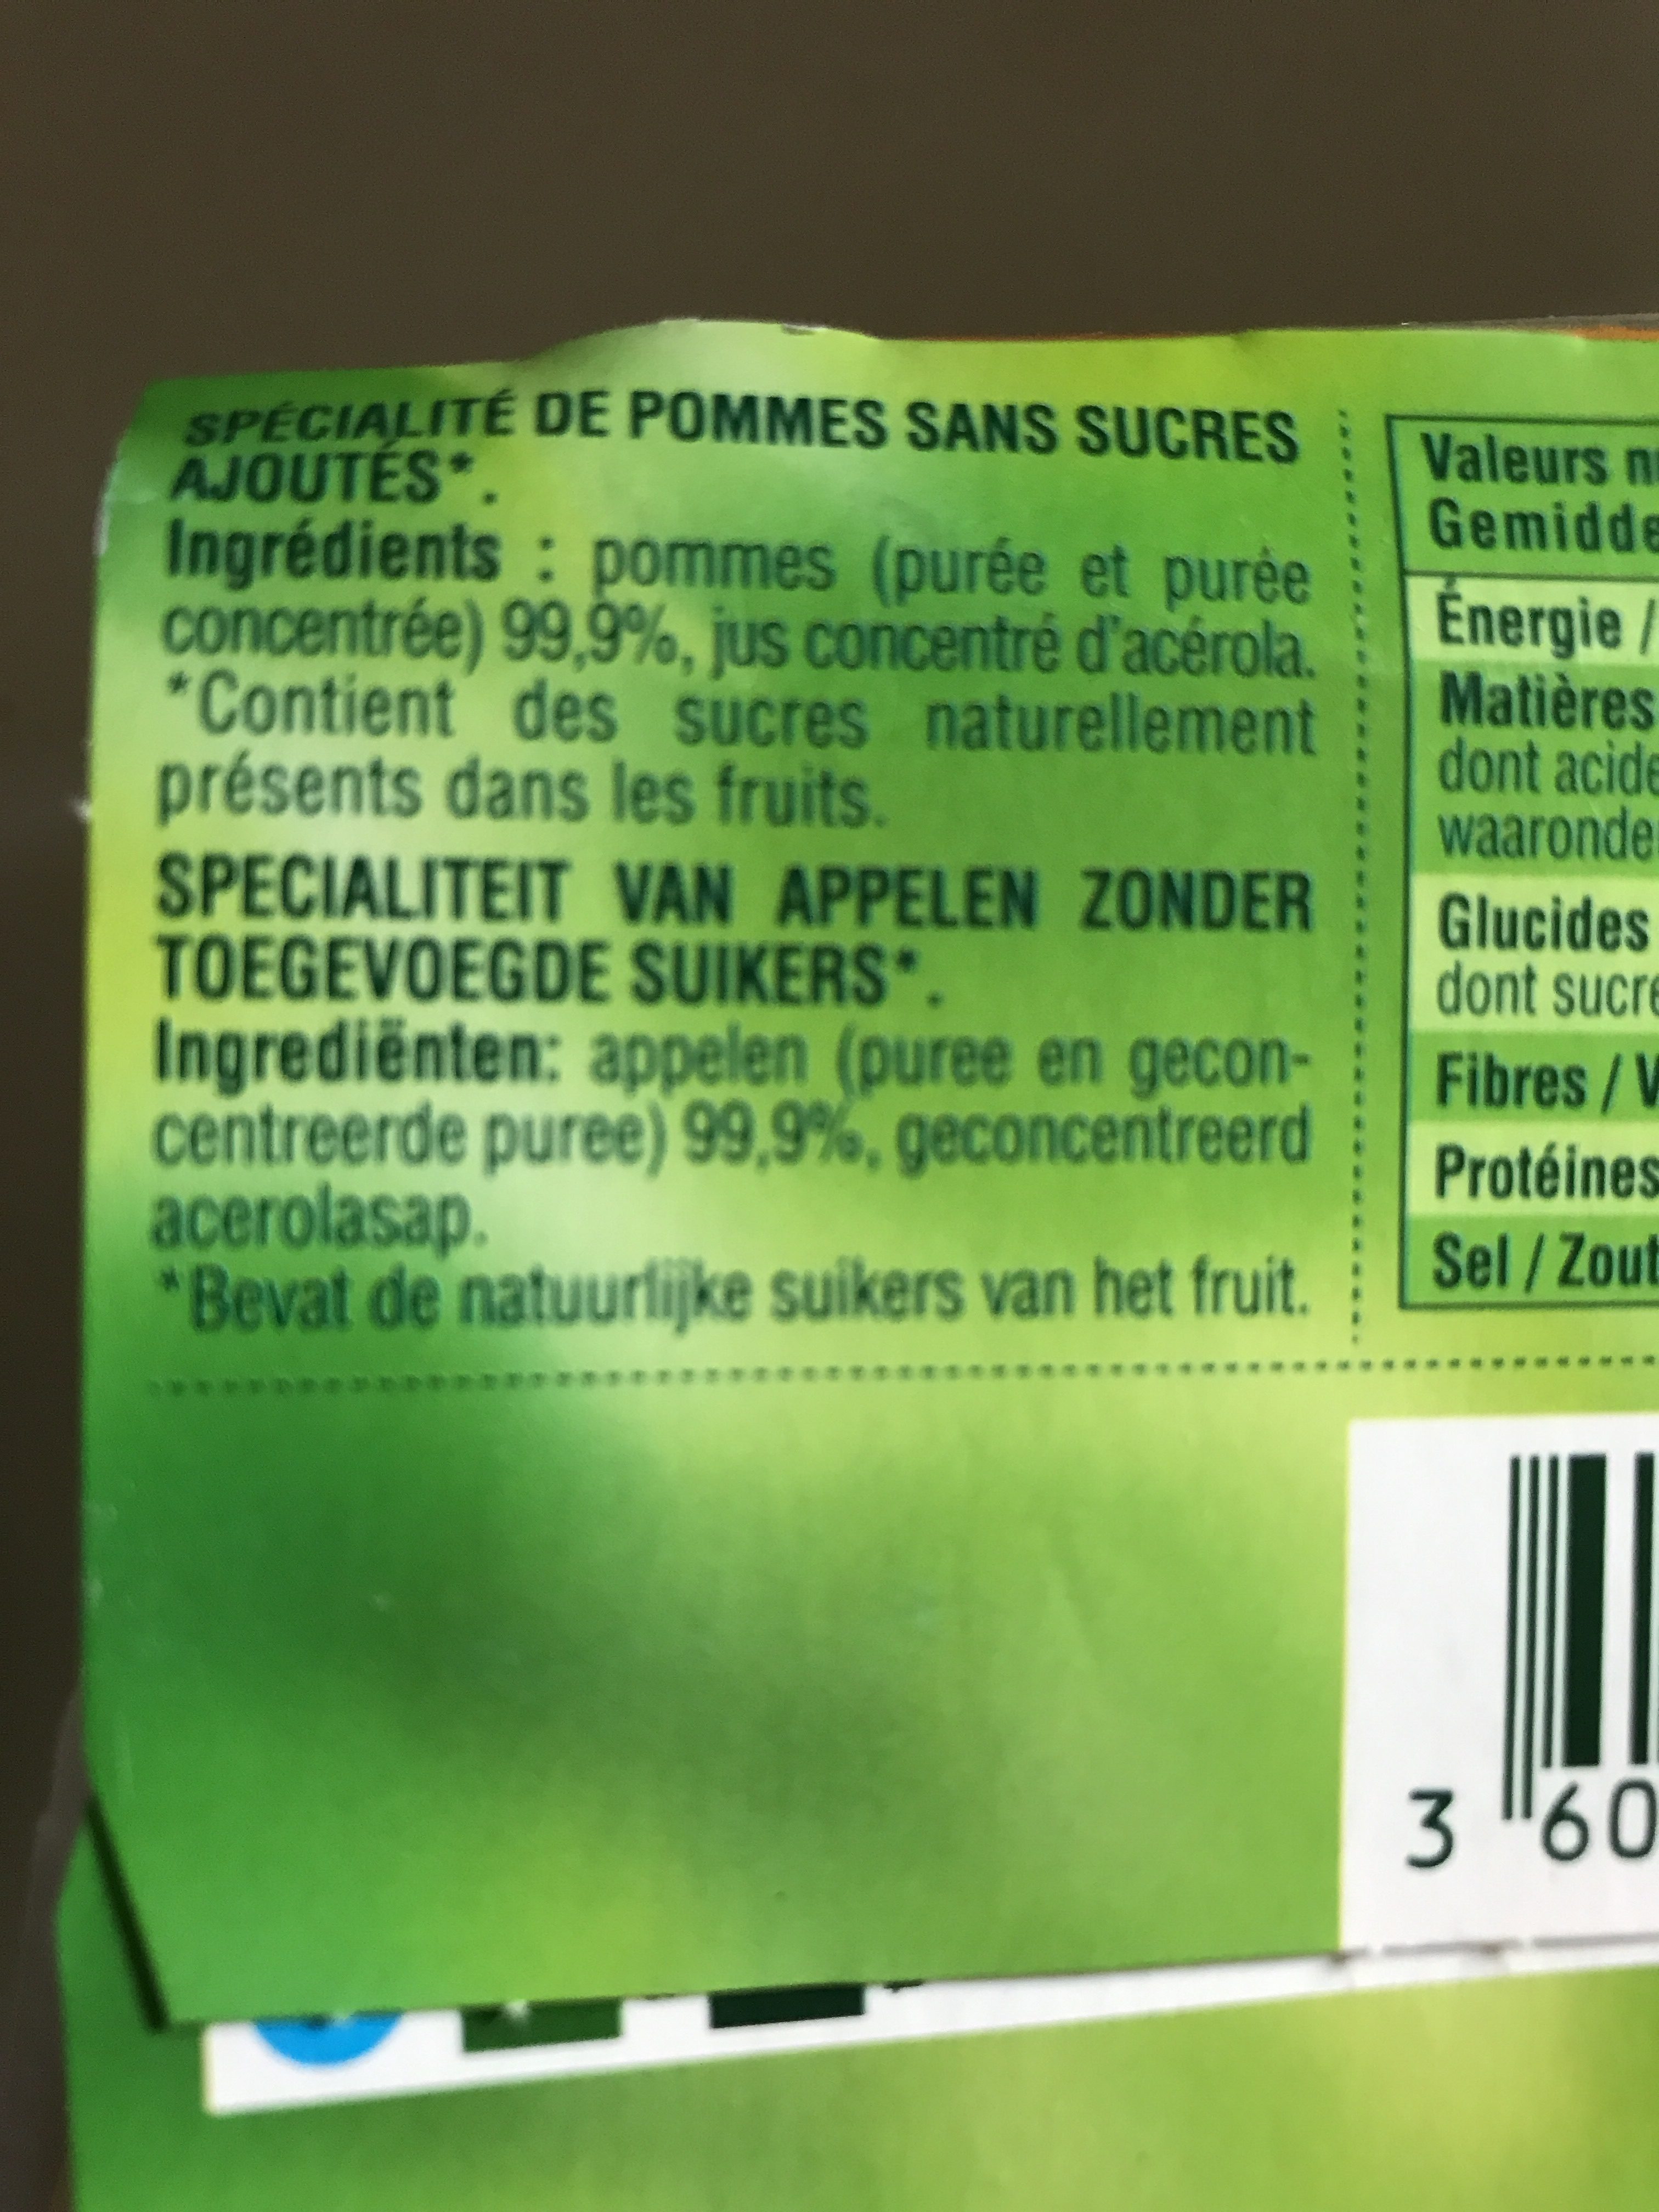 SPÉCIALITÉ DE POMMES SANS SUCRES
AJOUTÉS*.
Ingrédients : pommes (purée et purée
concentrée) 99,9%, jus concentré d'acérola.
*Contient des sucres naturellement
présents dans les fruits.
SPECIALITEIT VAN APPELEN ZONDER
TOEGEVOEGDE SUIKERS*.
Ingrediënten: appelen (puree en gecon-
centreerde puree) 99,9%, geconcentreerd
acerolasap.
*Bevat de natuurlijke suikers van het fruit.
Valeurs
Gemidde
Énergie /
Matières
dont acide
waaronde
Glucides
dont sucre
Fibres / V
Protéines
Sel / Zout
3 60